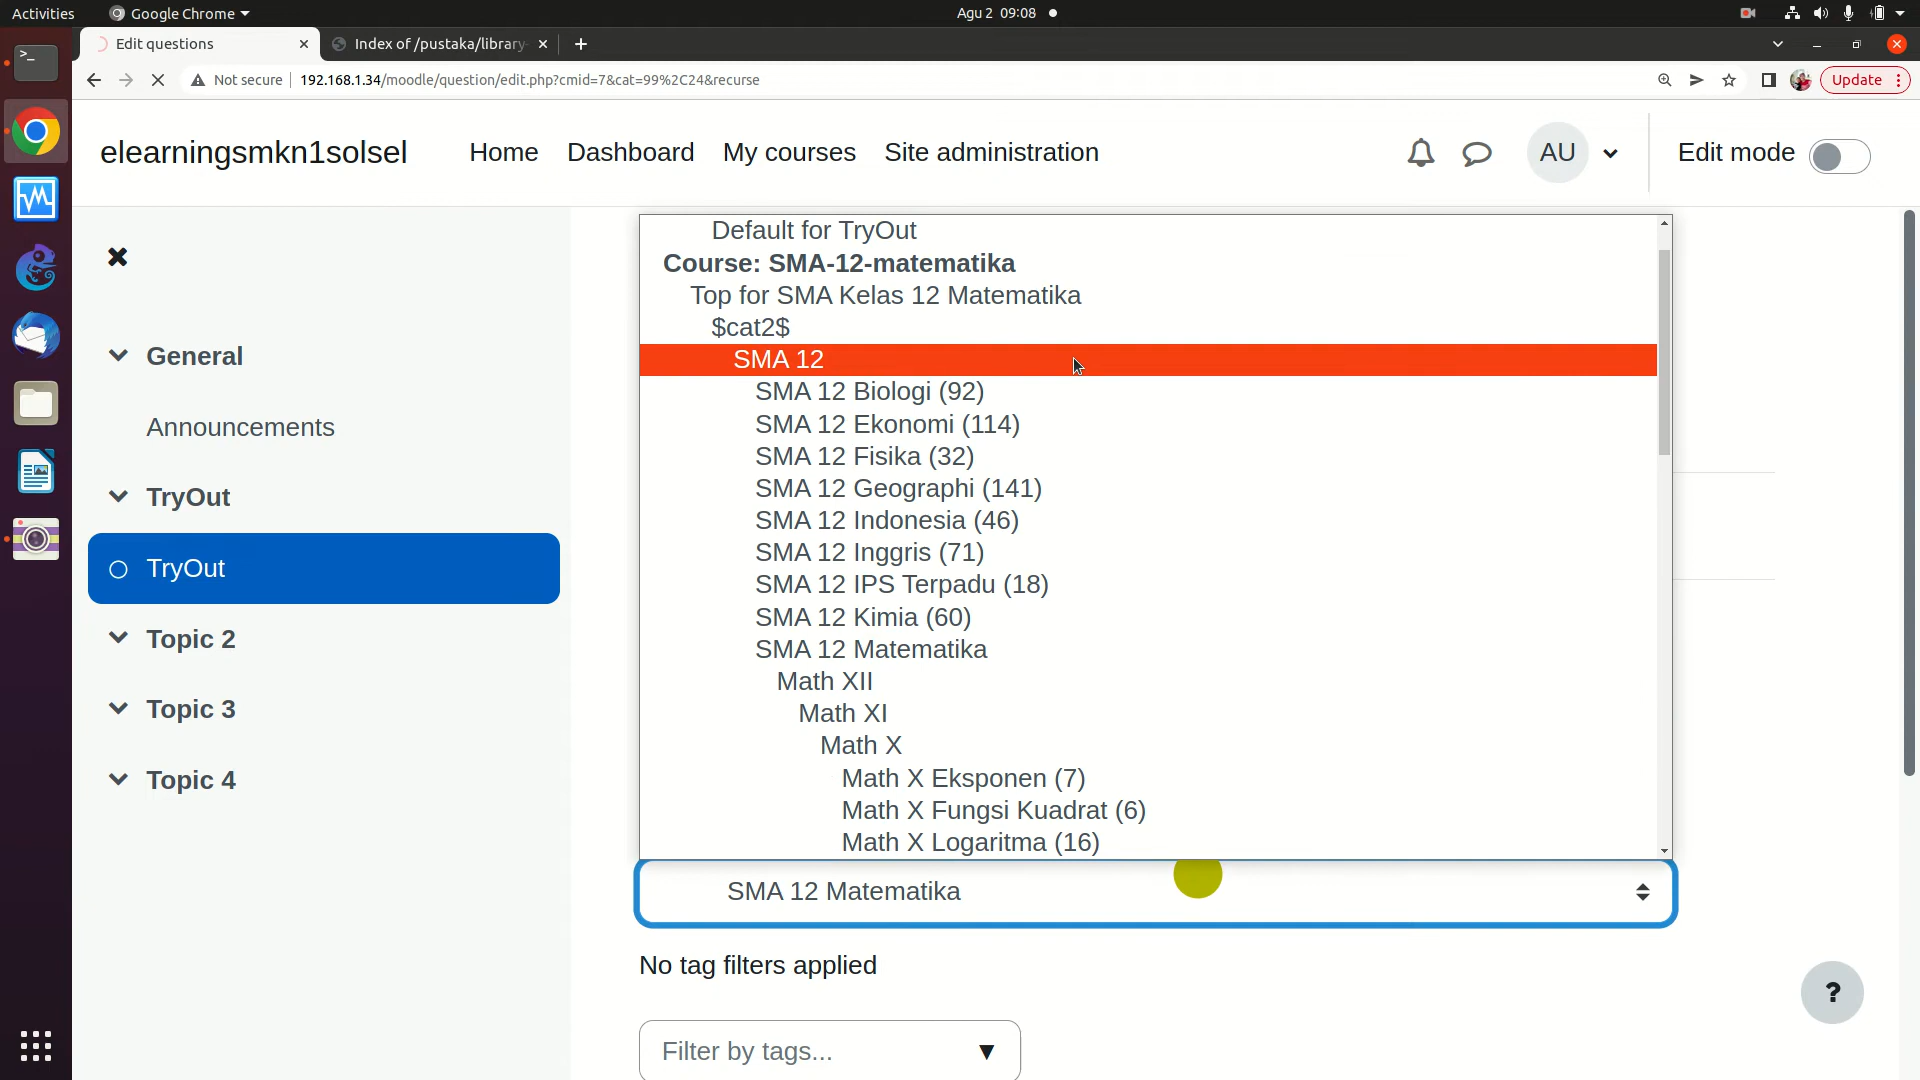 Activities
Google Chrome
Agu 2 09:08
Edit questions
Index of /pustaka/library
Not secure
192.168.1.34/moodle/question/edit.php?cmid=7&cat=99%2C24&recurse
Update
elearningsmkn1solsel
Home
Dashboard
My courses
Site administration
AU
Edit mode
General
Announcements
TryOut
TryOut
Topic 2
Topic 3
Topic 4
Default for TryOut
Course: SMA-12-matematika
Top for SMA Kelas 12 Matematika
$cat2$
SMA 12
SMA 12 Biologi (92)
SMA 12 Ekonomi (114)
SMA 12 Fisika (32)
SMA 12 Geographi (141)
SMA 12 Indonesia (46)
SMA 12 Inggris (71)
SMA 12 IPS Terpadu (18)
SMA 12 Kimia (60)
SMA 12 Matematika
Math XII
Math XI
Math X
Math X Eksponen (7)
Math X Fungsi Kuadrat (6)
Math X Logaritma (16)
SMA 12 Matematika
No tag filters applied
Filter by tags...
?